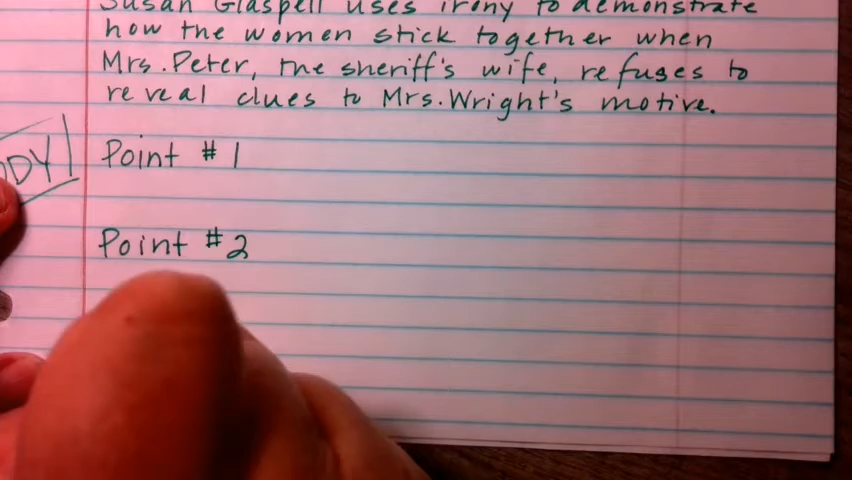 Susan Glaspell uses irony to demonstrate
how the women stick together when
Mrs. Peter, the sheriff's wife, refuses to
reveal clues to Mrs. Wright's motive.
Point # 1
Point #2